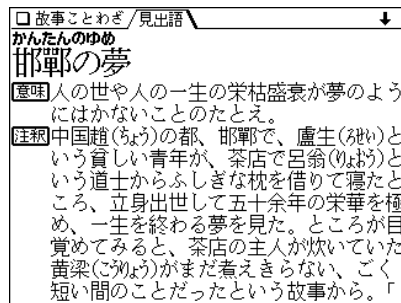 故事ことわざ／見出語
かんたんのゆめ
邯鄲の夢
意味 人の世や人の一生の栄枯盛衰が夢のよう
にはかないことのたとえ。
注釈 中国趙(ちょう)の都、邯鄲で、盧生(ろせい)と
いう貧しい青年が、茶店で呂翁(りょおう)と
いう道士からふしぎな枕を借りて寝たと
ころ、立身出世して五十余年の栄華を極
め、一生を終わる夢を見た。ところが目
覚めてみると、茶店の主人が炊いていた
黄梁(こうりょう)がまだ煮えきらない、ごく
短い間のことだったという故事から。「